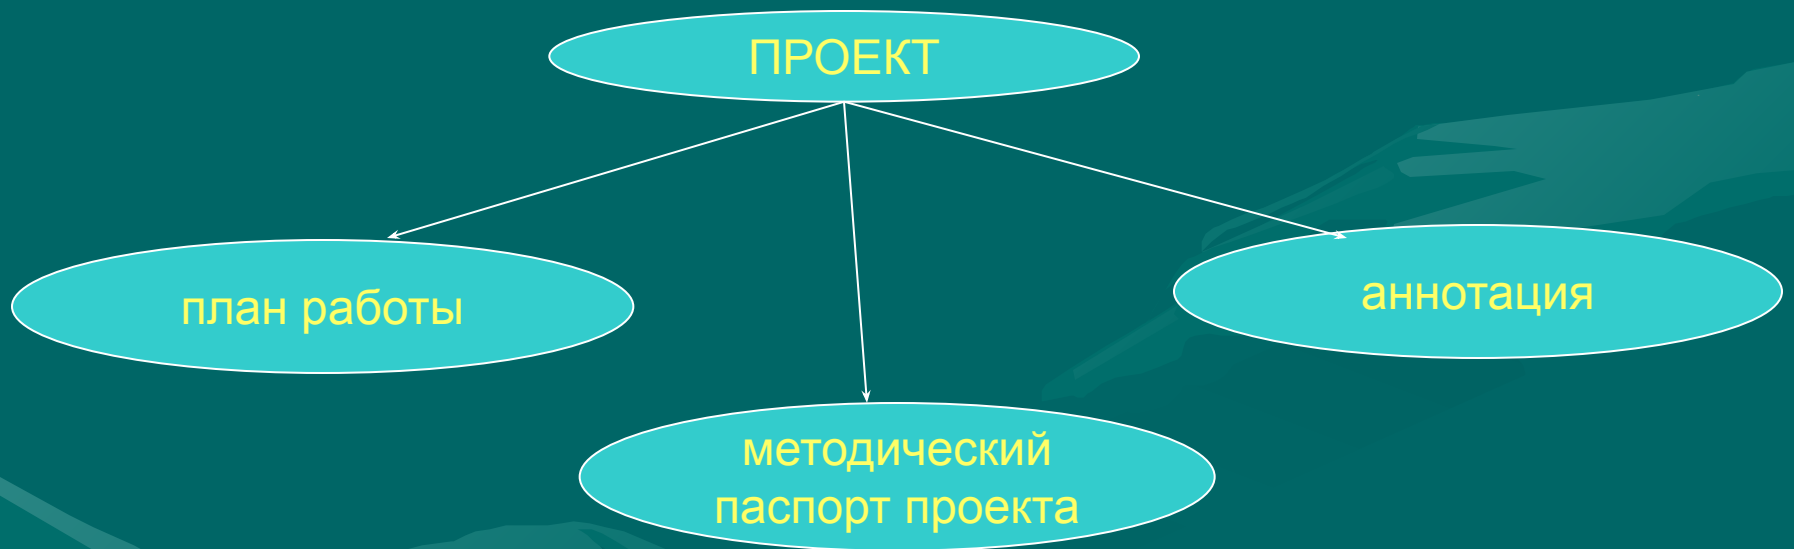 ПРОЕКТ
план работы
аннотация
методический
паспорт проекта